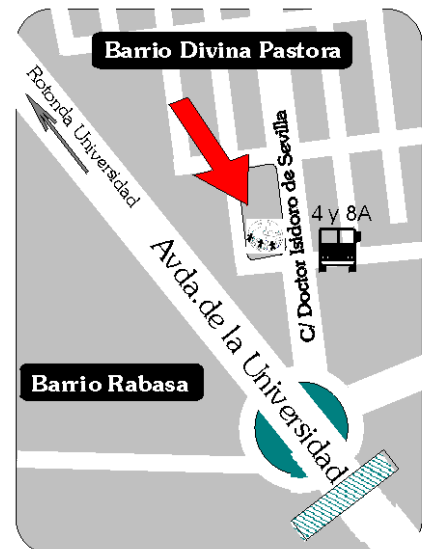 Barrio Divina Pastora
Rotonda Universidad
C/ Doctor Isidoro de Sevilla
4 y 8A
Avda.de la Universidad
Barrio Rabasa